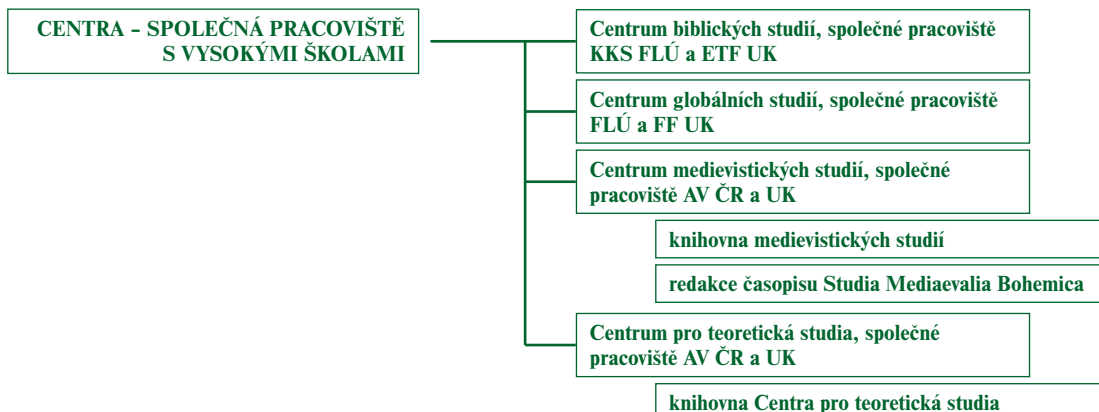 CENTRA – SPOLEČNÁ PRACOVIŠTĚ
S VYSOKÝMI ŠKOLAMI
Centrum biblických studií, společné pracoviště
KKS FLÚ a ETF UK
Centrum globálních studií, společné pracoviště
FLÚ a FF UK
Centrum medievistických studií, společné
pracoviště AV ČR a UK
knihovna medievistických studií
redakce časopisu Studia Mediaevalia Bohemica
Centrum pro teoretická studia, společné
pracoviště AV ČR a UK
knihovna Centra pro teoretická studia